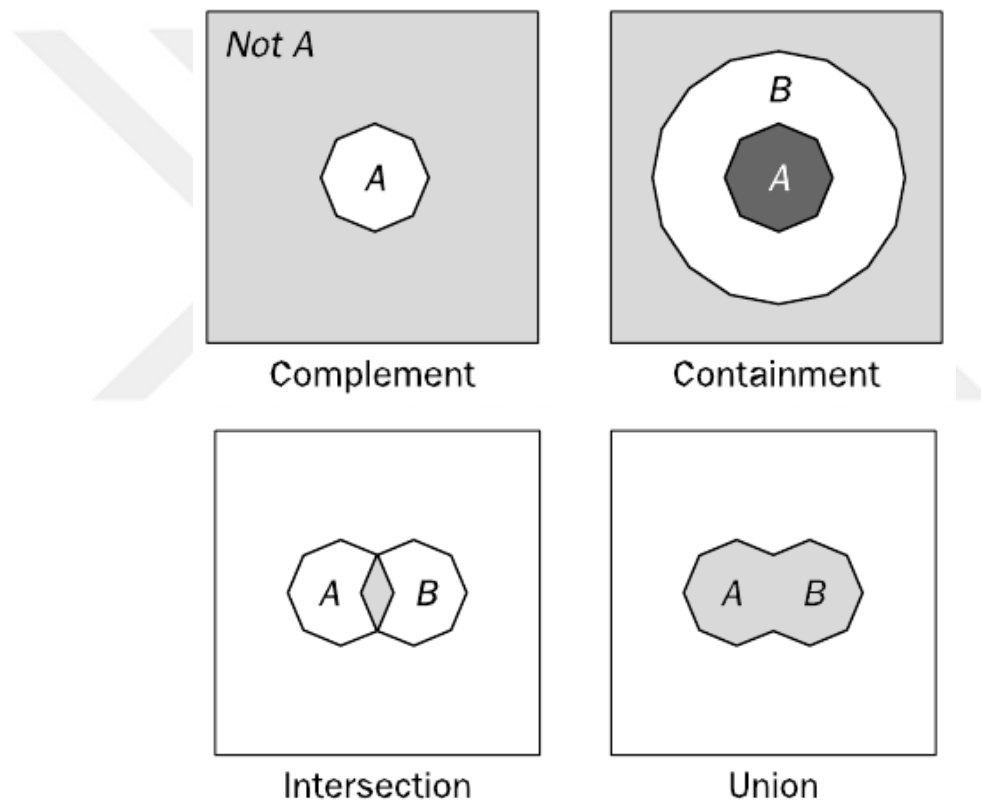 Not A
A
Complement
B
A
Containment
A B
Intersection
A B
Union